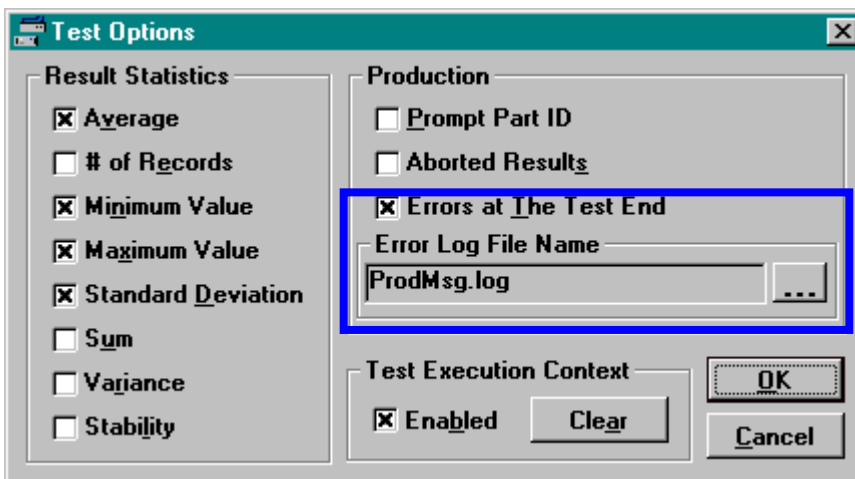 Test Options
Result Statistics
Average
# of Records
Minimum Value
Maximum Value
Standard Deviation
Sum
Variance
Stability
Production
Prompt Part ID
Aborted Results
Errors at The Test End
Error Log File Name
ProdMsg.log
...
Test Execution Context
Enabled
Clear
OK
Cancel